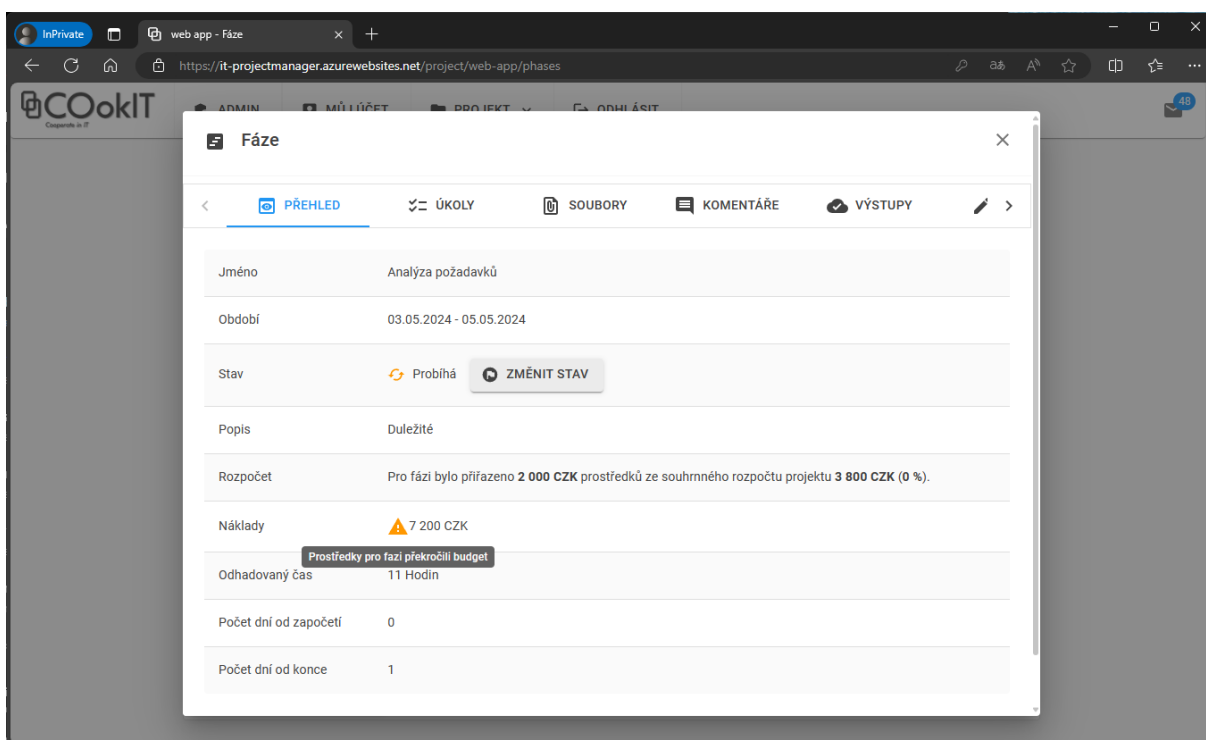 InPrivate
web app - Fáze
https://it-projectmanager.azurewebsites.net/project/web-app/phases
COokIT
Cooperate in IT
ADMIN
MŮJ ÚČET
PROJEKT
ODHLÁSIT
48
Fáze
PŘEHLED
ÚKOLY
SOUBORY
KOMENTÁŘE
VÝSTUPY
Jméno Analýza požadavků
Období 03.05.2024 - 05.05.2024
Stav Probíhá ZMĚNIT STAV
Popis Duležité
Rozpočet Pro fázi bylo přiřazeno 2 000 CZK prostředků ze souhrnného rozpočtu projektu 3 800 CZK (0 %).
Náklady 7 200 CZK
Prostředky pro fazi překročili budget
Odhadovaný čas 11 Hodin
Počet dní od započetí 0
Počet dní od konce 1